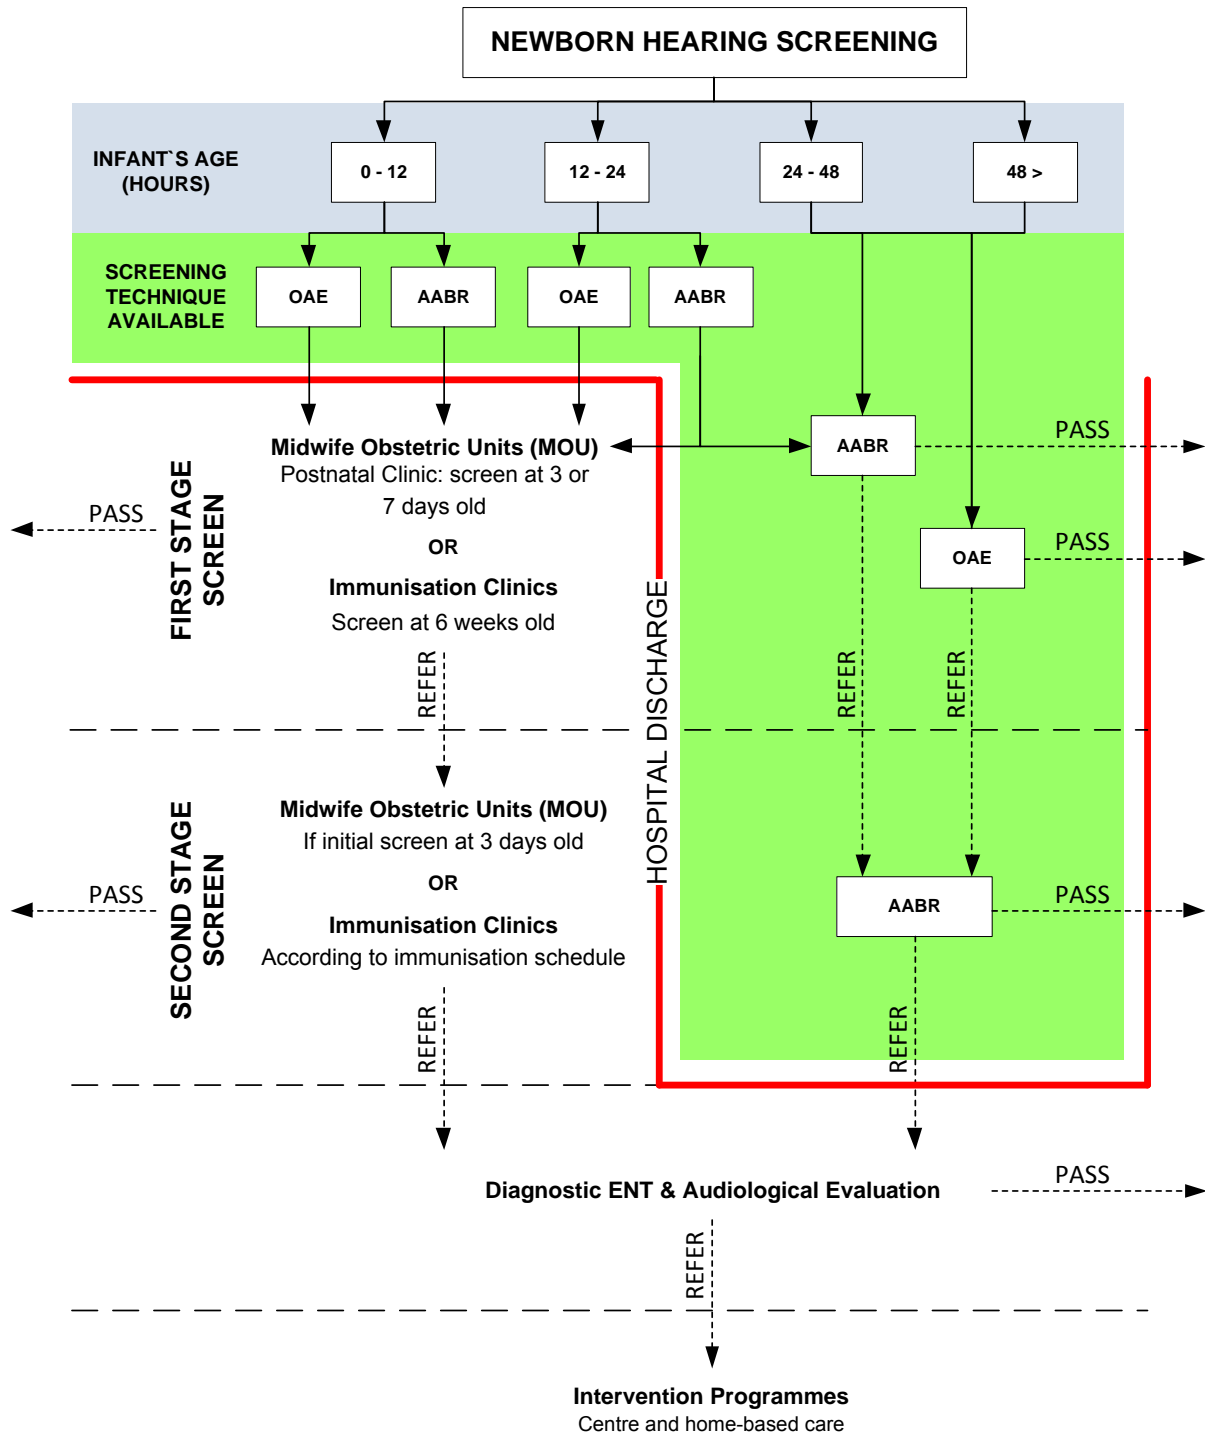 NEWBORN HEARING SCREENING
INFANT`S AGE
(HOURS)
0 - 12
12 - 24
24 - 48
48 >
SCREENING
TECHNIQUE
AVAILABLE
OAE
AABR
OAE
AABR
FIRST STAGE
SCREEN
PASS
Midwife Obstetric Units (MOU)
Postnatal Clinic: screen at 3 or
7 days old
OR
Immunisation Clinics
Screen at 6 weeks old
REFER
HOSPITAL DISCHARGE
AABR
PASS
OAE
PASS
REFER
REFER
SECOND STAGE
SCREEN
PASS
Midwife Obstetric Units (MOU)
If initial screen at 3 days old
OR
Immunisation Clinics
According to immunisation schedule
REFER
AABR
PASS
REFER
Diagnostic ENT & Audiological Evaluation
PASS
REFER
Intervention Programmes
Centre and home-based care